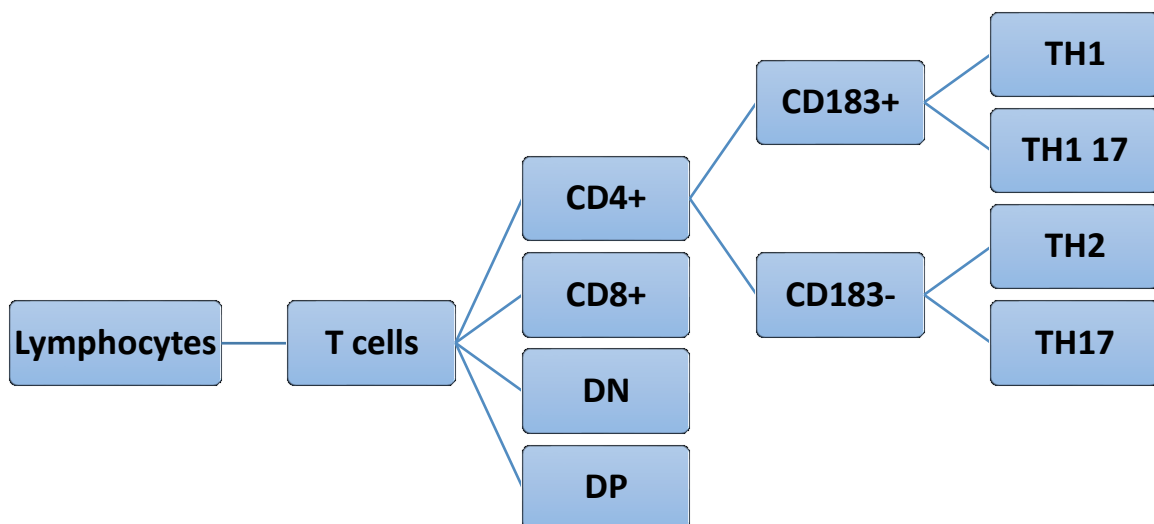 Lymphocytes
T cells
CD4+
CD8+
DN
DP
CD183+
CD183-
TH1
TH1 17
TH2
TH17